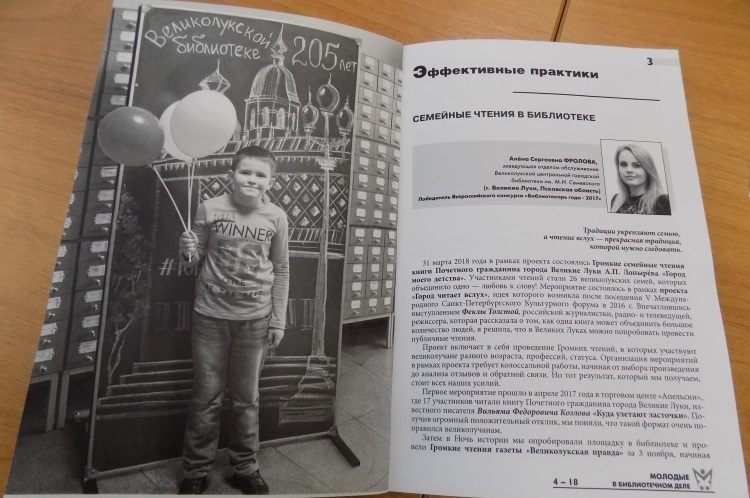 Великолукской
библиотеке
205 лет
WINNER
3
Эффективные практики
СЕМЕЙНЫЕ ЧТЕНИЯ В БИБЛИОТЕКЕ
Алёна Сергеевна ФРОЛОВА,
заведующая отделом обслуживания
Великолукской центральной городской
библиотеки им. М.И. Семевского
(г. Великие Луки, Псковская область)
Победитель Всероссийского конкурса «Библиотекарь года - 2017»
Традиции укрепляют семью,
а чтение вслух — прекрасная традиция,
которой нужно следовать.
31 марта 2018 года в рамках проекта состоялись Громкие семейные чтения
книги Почетного гражданина города Великие Луки А.П. Лопырёва «Город
моего детства». Участниками чтений стали 26 великолукских семей, которых
объединило одно — любовь к слову! Мероприятие состоялось в рамках проекта
«Город читает вслух», идея которого возникла после посещения V Междуна-
родного Санкт-Петербургского Культурного форума в 2016 г. Впечатлившись
выступлением Феклы Толстой, российской журналистки, радио- и телеведущей,
режиссера, которая рассказала о том, как одна книга может объединить большое
количество людей, я решила, что в Великих Луках можно попробовать провести
публичные чтения.
Проект включает в себя проведение Громких чтений, в которых участвуют
великолучане разного возраста, профессий, статуса. Организация мероприятий
в рамках проекта требует колоссальной работы, начиная от выбора произведения
до анализа отзывов и обратной связи. Но тот результат, который мы получаем,
стоит всех наших усилий.
Первое мероприятие прошло в апреле 2017 года в торговом центе «Апельсин»,
где 17 участников читали книгу Почетного гражданина города Великие Луки, из-
вестного писателя Вильяма Федоровича Козлова «Куда улетают ласточки». По-
лучив огромный положительный отклик, мы поняли, что такой формат очень по-
нравился великолучанам.
Затем в Ночь истории мы опробировали площадку в библиотеке и про-
вели Громкие чтения газеты «Великолукская правда» за 3 ноября, начиная
4 – 18
МОЛОДЫЕ
В БИБЛИОТЕЧНОМ ДЕЛЕ